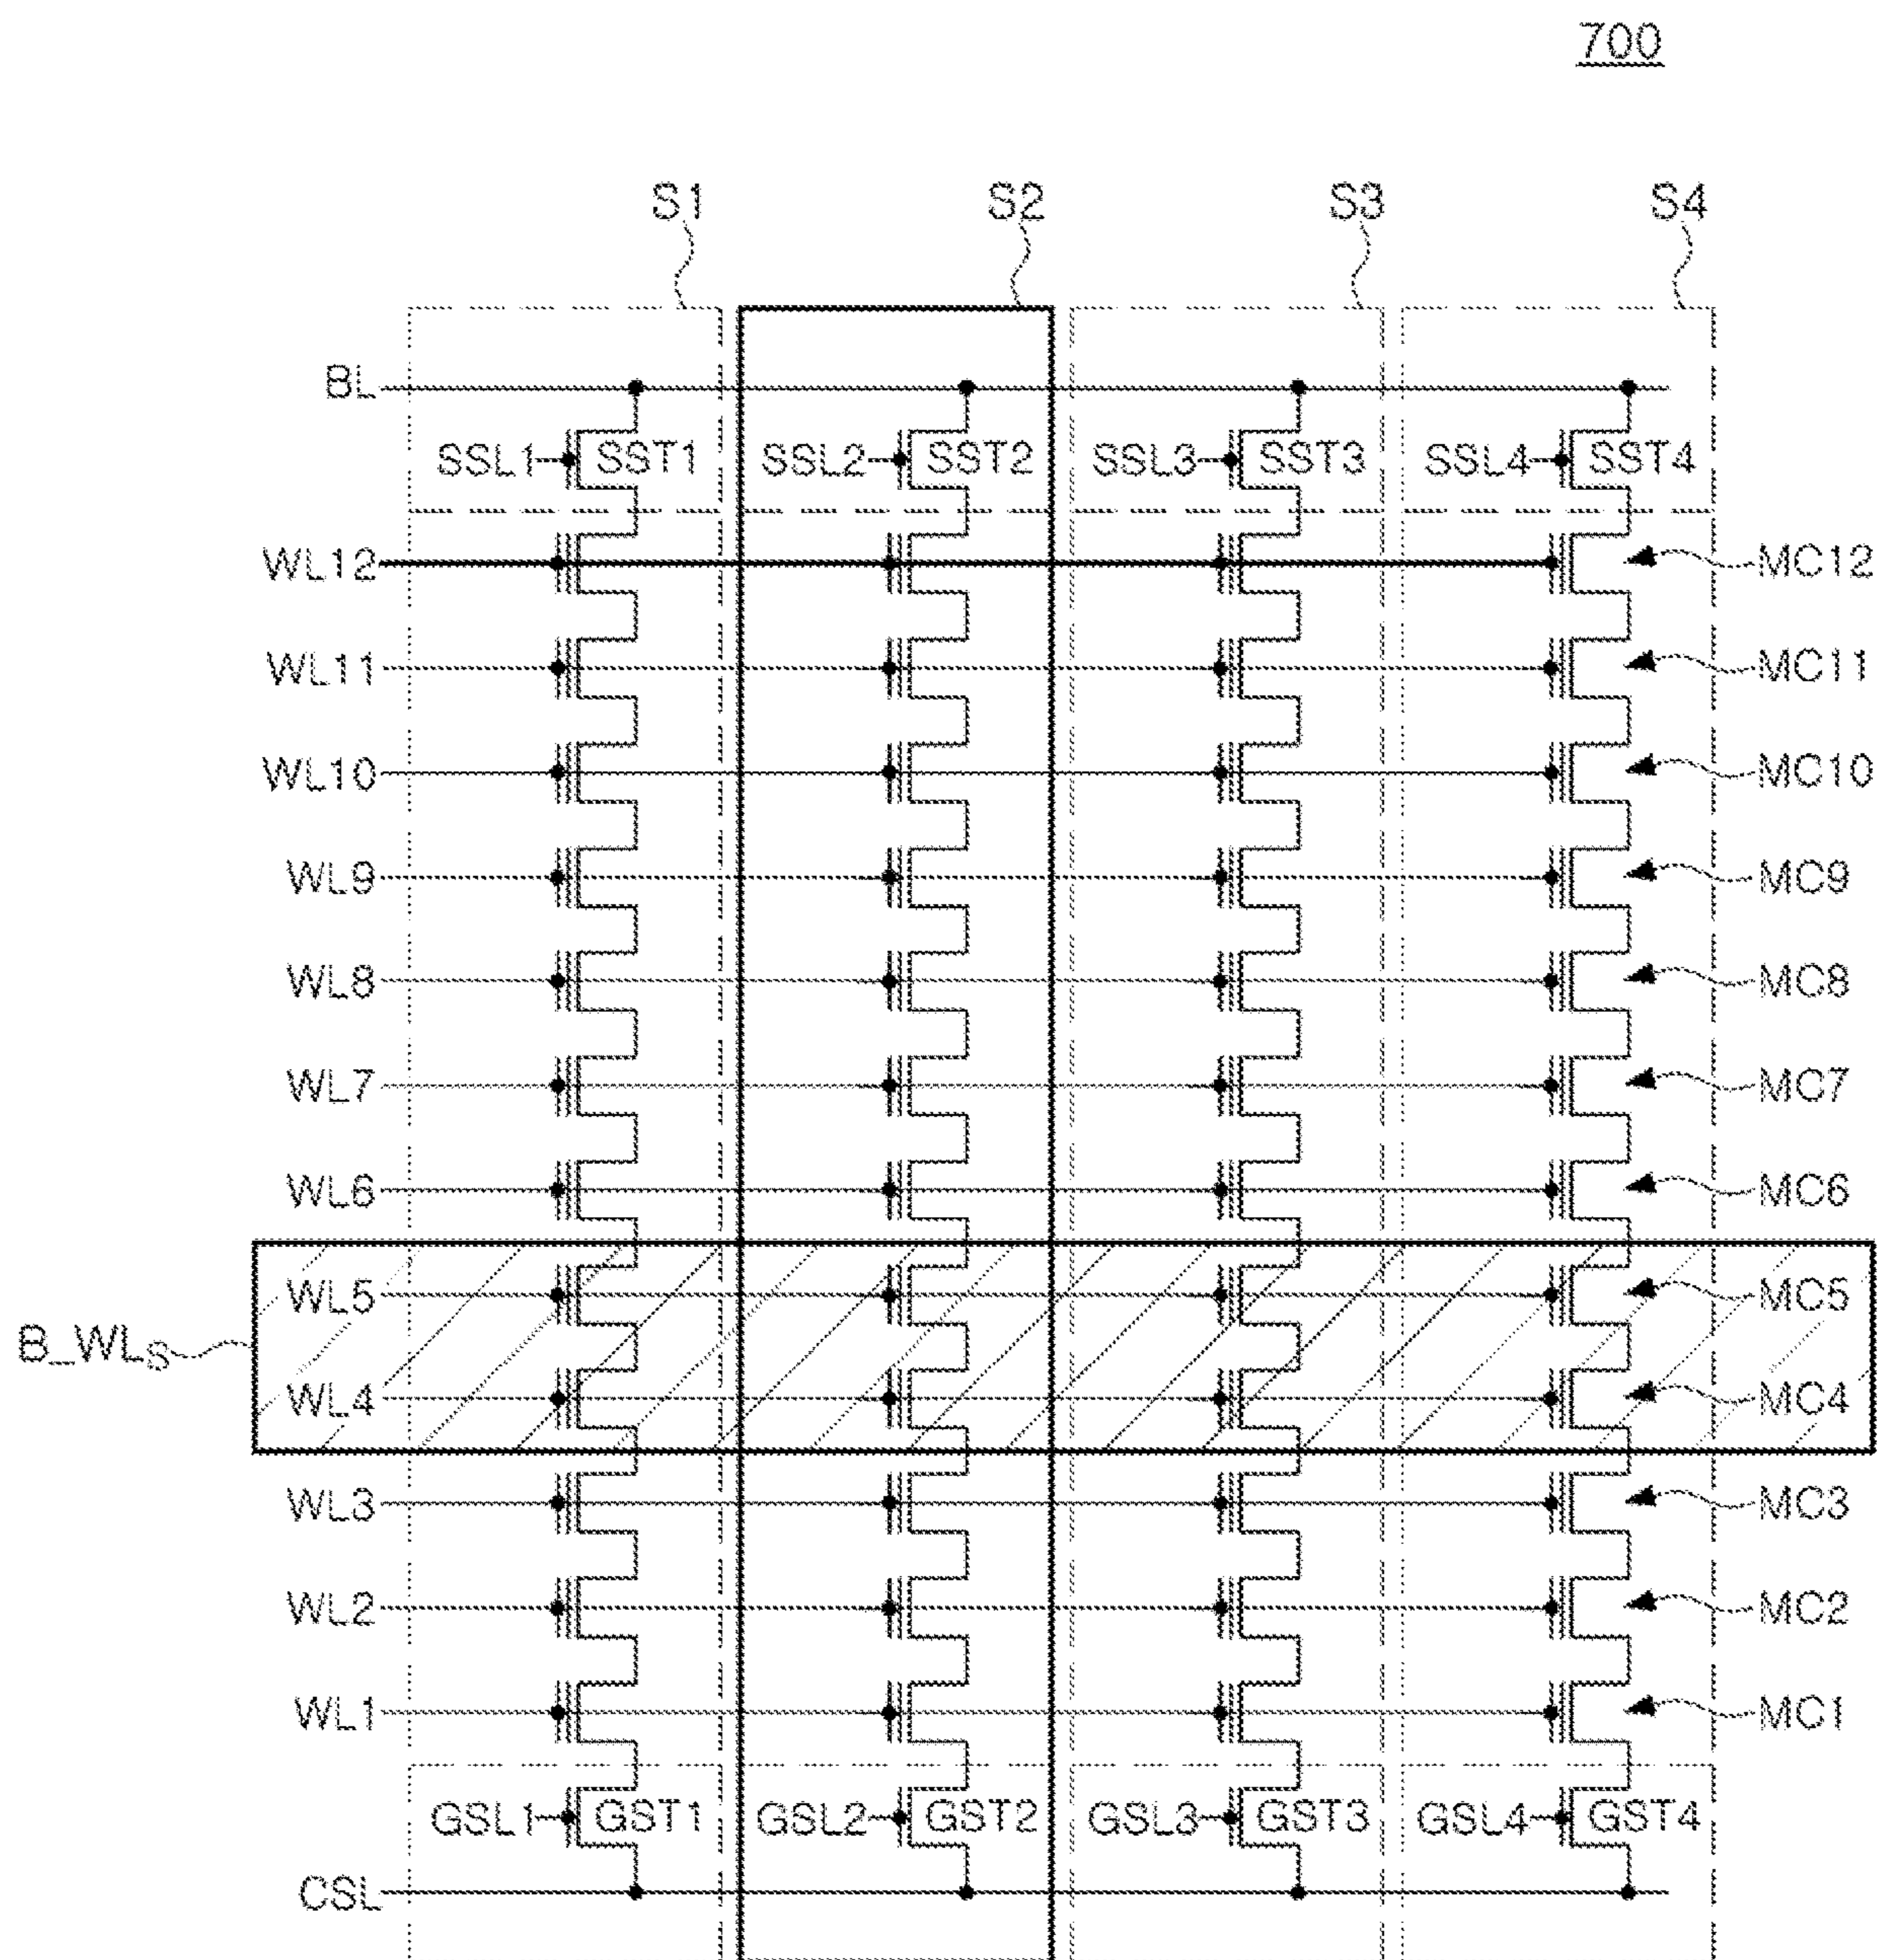 700
S1 S2 S3 S4
BL
SSL1 SST1 SSL2 SST2 SSL3 SST3 SSL4 SST4
WL12 MC12
WL11 MC11
WL10 MC10
WL9 MC9
WL8 MC8
WL7 MC7
WL6 MC6
WL5 MC5
B_WLS
WL4 MC4
WL3 MC3
WL2 MC2
WL1 MC1
GSL1 GST1 GSL2 GST2 GSL3 GST3 GSL4 GST4
CSL